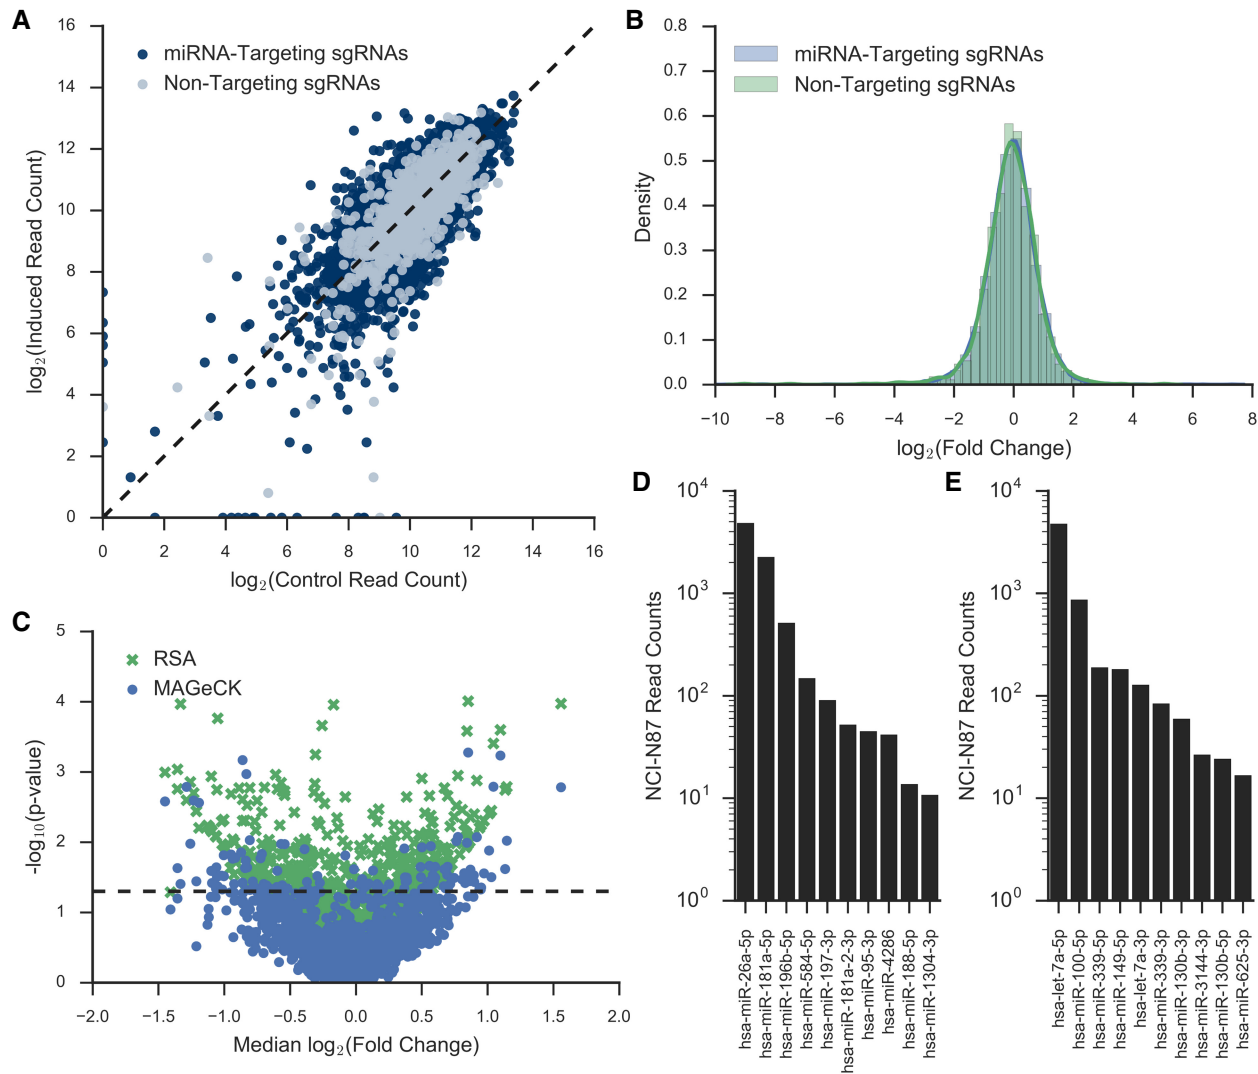 A
16
14
12
10
8
6
4
2
0
log2(Induced Read Count)
miRNA-Targeting sgRNAs
Non-Targeting sgRNAs
0 2 4 6 8 10 12 14 16
log2(Control Read Count)
B
0.8
0.7
0.6
0.5
0.4
0.3
0.2
0.1
0.0
Density
miRNA-Targeting sgRNAs
Non-Targeting sgRNAs
−10 −8 −6 −4 −2 0 2 4 6 8
log2(Fold Change)
C
5
4
3
2
1
0
-log10(p-value)
RSA
MAGeCK
−2.0 −1.5 −1.0 −0.5 0.0 0.5 1.0 1.5 2.0
Median log2(Fold Change)
D
10^4
10^3
10^2
10^1
10^0
NCI-N87 Read Counts
hsa-miR-26a-5p
hsa-miR-181a-5p
hsa-miR-196b-5p
hsa-miR-584-5p
hsa-miR-197-3p
hsa-miR-181a-2-3p
hsa-miR-95-3p
hsa-miR-4286
hsa-miR-188-5p
hsa-miR-1304-3p
E
10^4
10^3
10^2
10^1
10^0
NCI-N87 Read Counts
hsa-let-7a-5p
hsa-miR-100-5p
hsa-miR-339-5p
hsa-miR-149-5p
hsa-let-7a-3p
hsa-miR-339-3p
hsa-miR-130b-3p
hsa-miR-3144-3p
hsa-miR-130b-5p
hsa-miR-625-3p